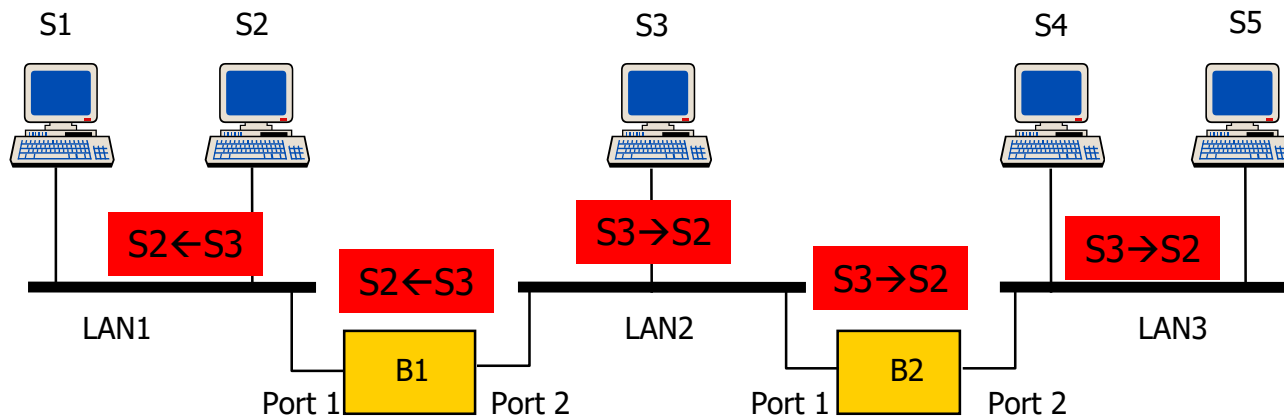 S1 S2 S3 S4 S5
S2←S3
S2←S3
S3→S2
S3→S2
S3→S2
LAN1 LAN2 LAN3
B1 B2
Port 1 Port 2 Port 1 Port 2